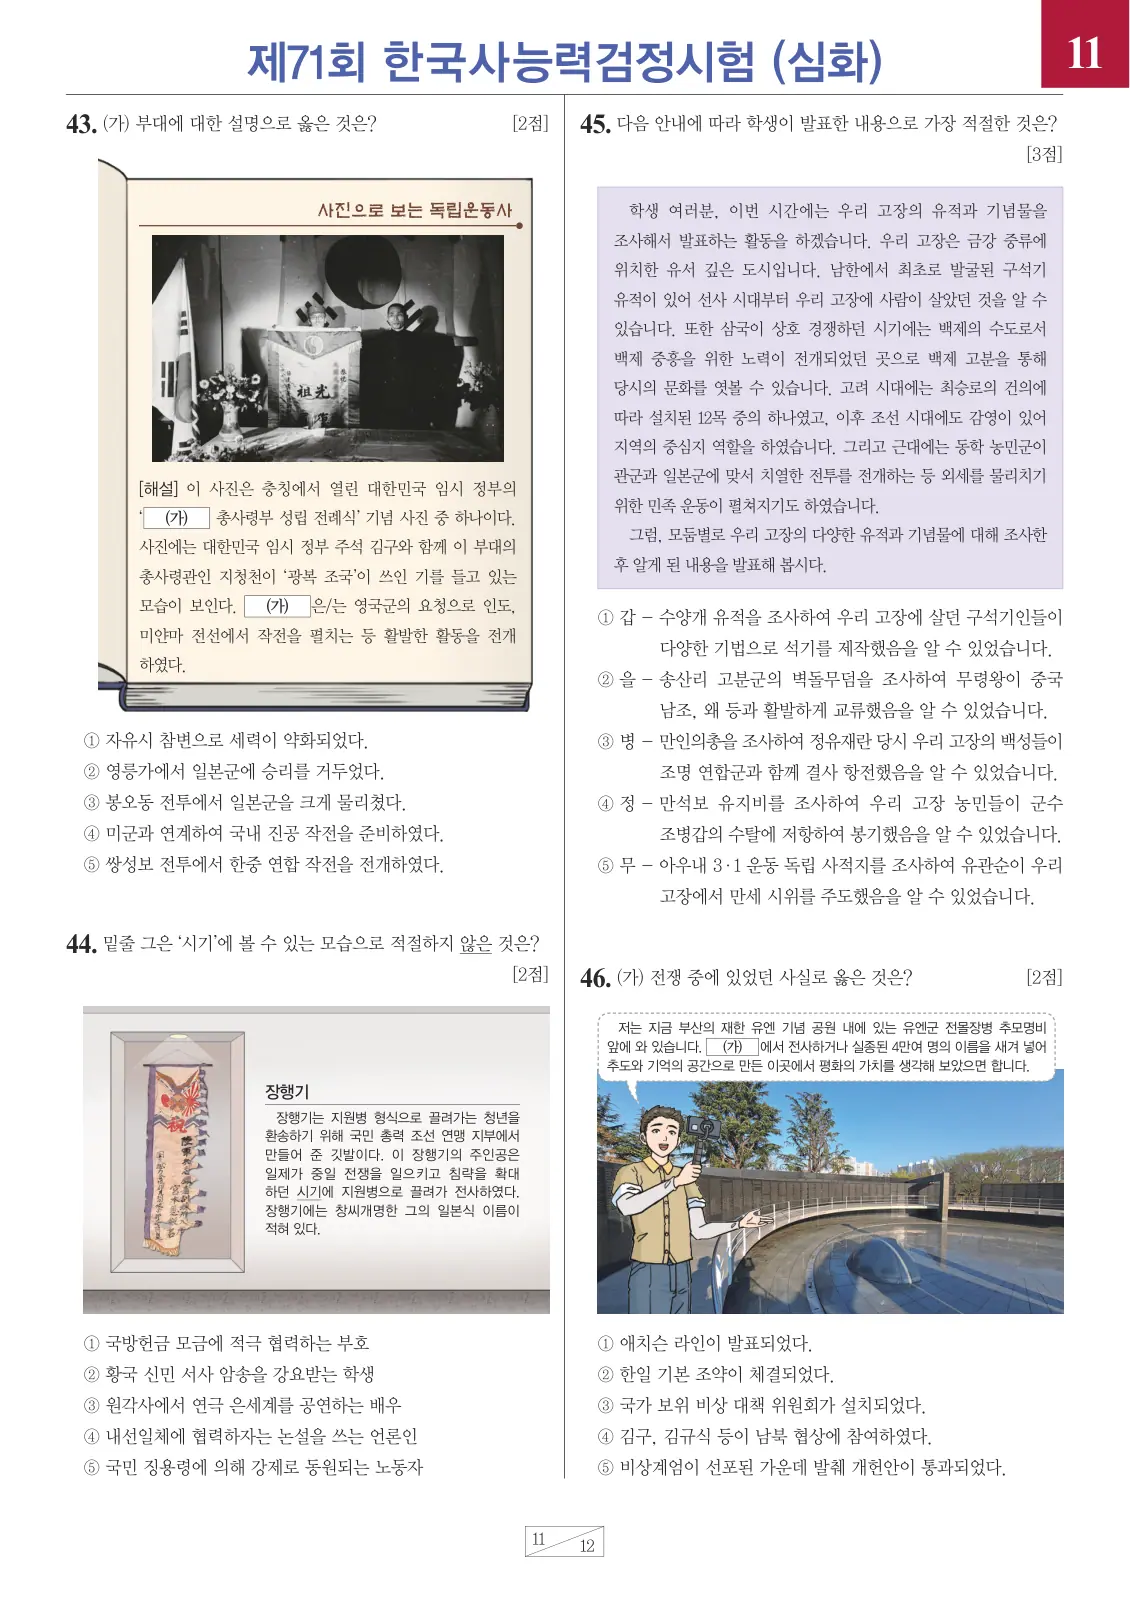 제71회 한국사능력검정시험 (심화)
11
43. (가) 부대에 대한 설명으로 옳은 것은? [2점]
사진으로 보는 독립운동사
[해설] 이 사진은 충칭에서 열린 대한민국 임시 정부의
‘ (가) 총사령부 성립 전례식’ 기념 사진 중 하나이다.
사진에는 대한민국 임시 정부 주석 김구와 함께 이 부대의
총사령관인 지청천이 ‘광복 조국’이 쓰인 기를 들고 있는
모습이 보인다. (가) 은/는 영국군의 요청으로 인도,
미얀마 전선에서 작전을 펼치는 등 활발한 활동을 전개
하였다.
① 자유시 참변으로 세력이 약화되었다.
② 영릉가에서 일본군에 승리를 거두었다.
③ 봉오동 전투에서 일본군을 크게 물리쳤다.
④ 미군과 연계하여 국내 진공 작전을 준비하였다.
⑤ 쌍성보 전투에서 한중 연합 작전을 전개하였다.
44. 밑줄 그은 ‘시기’에 볼 수 있는 모습으로 적절하지 않은 것은?
[2점]
祝
장행기
장행기는 지원병 형식으로 끌려가는 청년을
환송하기 위해 국민 총력 조선 연맹 지부에서
만들어 준 깃발이다. 이 장행기의 주인공은
일제가 중일 전쟁을 일으키고 침략을 확대
하던 시기에 지원병으로 끌려가 전사하였다.
장행기에는 창씨개명한 그의 일본식 이름이
적혀 있다.
① 국방헌금 모금에 적극 협력하는 부호
② 황국 신민 서사 암송을 강요받는 학생
③ 원각사에서 연극 은세계를 공연하는 배우
④ 내선일체에 협력하자는 논설을 쓰는 언론인
⑤ 국민 징용령에 의해 강제로 동원되는 노동자
45. 다음 안내에 따라 학생이 발표한 내용으로 가장 적절한 것은?
[3점]
학생 여러분, 이번 시간에는 우리 고장의 유적과 기념물을
조사해서 발표하는 활동을 하겠습니다. 우리 고장은 금강 중류에
위치한 유서 깊은 도시입니다. 남한에서 최초로 발굴된 구석기
유적이 있어 선사 시대부터 우리 고장에 사람이 살았던 것을 알 수
있습니다. 또한 삼국이 상호 경쟁하던 시기에는 백제의 수도로서
백제 중흥을 위한 노력이 전개되었던 곳으로 백제 고분을 통해
당시의 문화를 엿볼 수 있습니다. 고려 시대에는 최승로의 건의에
따라 설치된 12목 중의 하나였고, 이후 조선 시대에도 감영이 있어
지역의 중심지 역할을 하였습니다. 그리고 근대에는 동학 농민군이
관군과 일본군에 맞서 치열한 전투를 전개하는 등 외세를 물리치기
위한 민족 운동이 펼쳐지기도 하였습니다.
그럼, 모둠별로 우리 고장의 다양한 유적과 기념물에 대해 조사한
후 알게 된 내용을 발표해 봅시다.
① 갑 – 수양개 유적을 조사하여 우리 고장에 살던 구석기인들이
다양한 기법으로 석기를 제작했음을 알 수 있었습니다.
② 을 – 송산리 고분군의 벽돌무덤을 조사하여 무령왕이 중국
남조, 왜 등과 활발하게 교류했음을 알 수 있었습니다.
③ 병 – 만인의총을 조사하여 정유재란 당시 우리 고장의 백성들이
조명 연합군과 함께 결사 항전했음을 알 수 있었습니다.
④ 정 – 만석보 유지비를 조사하여 우리 고장 농민들이 군수
조병갑의 수탈에 저항하여 봉기했음을 알 수 있었습니다.
⑤ 무 – 아우내 3·1 운동 독립 사적지를 조사하여 유관순이 우리
고장에서 만세 시위를 주도했음을 알 수 있었습니다.
46. (가) 전쟁 중에 있었던 사실로 옳은 것은? [2점]
저는 지금 부산의 재한 유엔 기념 공원 내에 있는 유엔군 전몰장병 추모명비
앞에 와 있습니다. (가) 에서 전사하거나 실종된 4만여 명의 이름을 새겨 넣어
추도와 기억의 공간으로 만든 이곳에서 평화의 가치를 생각해 보았으면 합니다.
① 애치슨 라인이 발표되었다.
② 한일 기본 조약이 체결되었다.
③ 국가 보위 비상 대책 위원회가 설치되었다.
④ 김구, 김규식 등이 남북 협상에 참여하였다.
⑤ 비상계엄이 선포된 가운데 발췌 개헌안이 통과되었다.
11
12